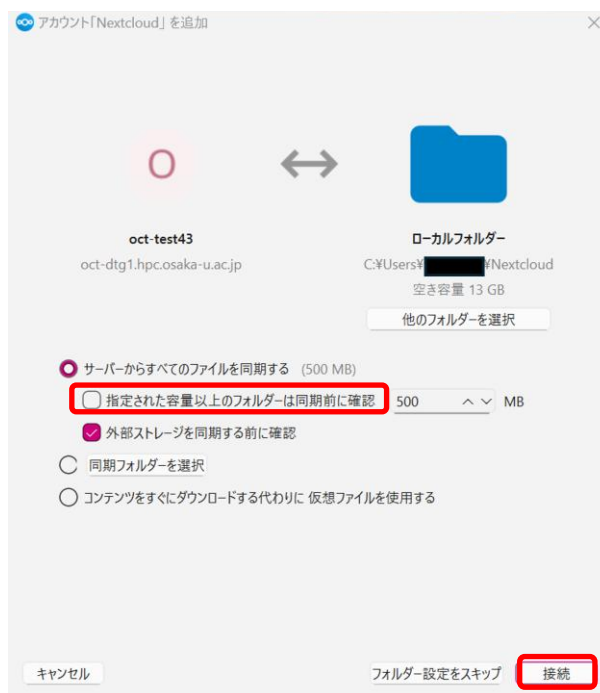 アカウント「Nextcloud」を追加
O
oct-test43
oct-dtg1.hpc.osaka-u.ac.jp
ローカルフォルダー
C:¥Users¥ ¥Nextcloud
空き容量 13 GB
他のフォルダーを選択
サーバーからすべてのファイルを同期する (500 MB)
指定された容量以上のフォルダーは同期前に確認 500 MB
外部ストレージを同期する前に確認
同期フォルダーを選択
コンテンツをすぐにダウンロードする代わりに 仮想ファイルを使用する
キャンセル フォルダー設定をスキップ 接続